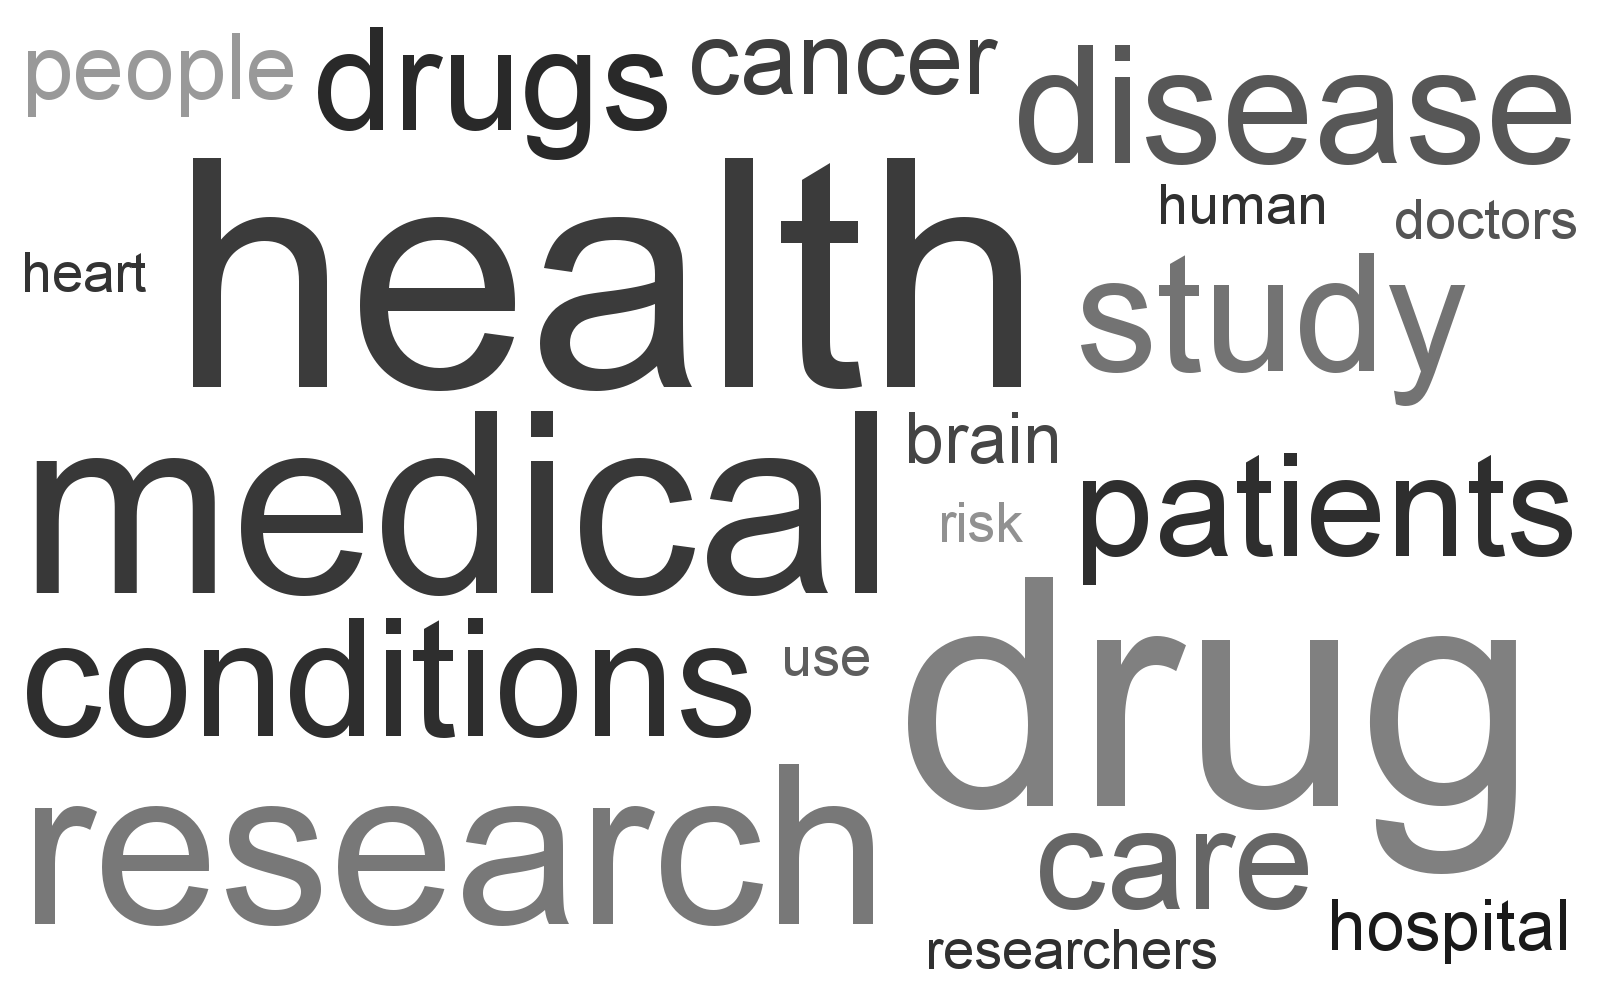 people drugs cancer disease
human doctors
heart health study
medical brain
risk patients
conditions use drug
research care
researchers hospital